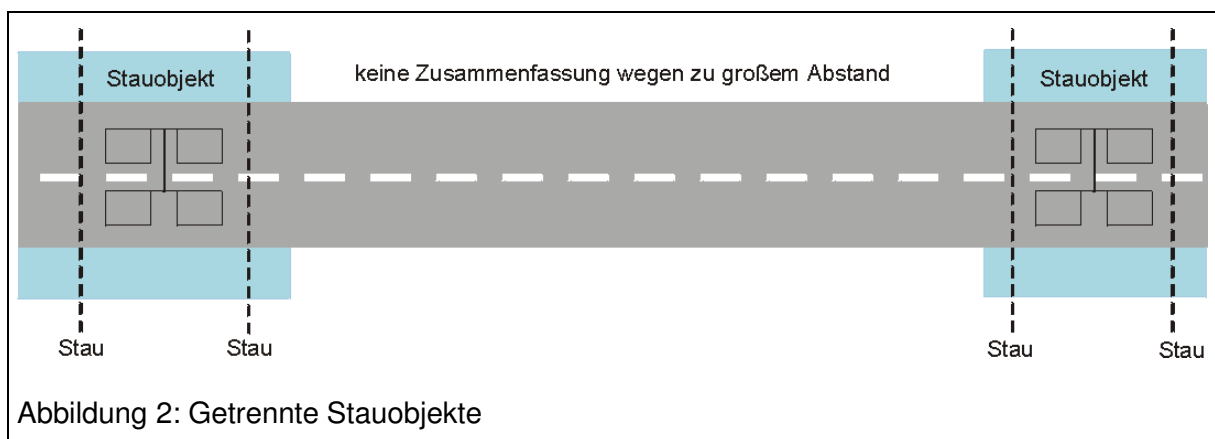 Stauobjekt
keine Zusammenfassung wegen zu großem Abstand
Stauobjekt
Stau
Stau
Stau
Stau
Abbildung 2: Getrennte Stauobjekte